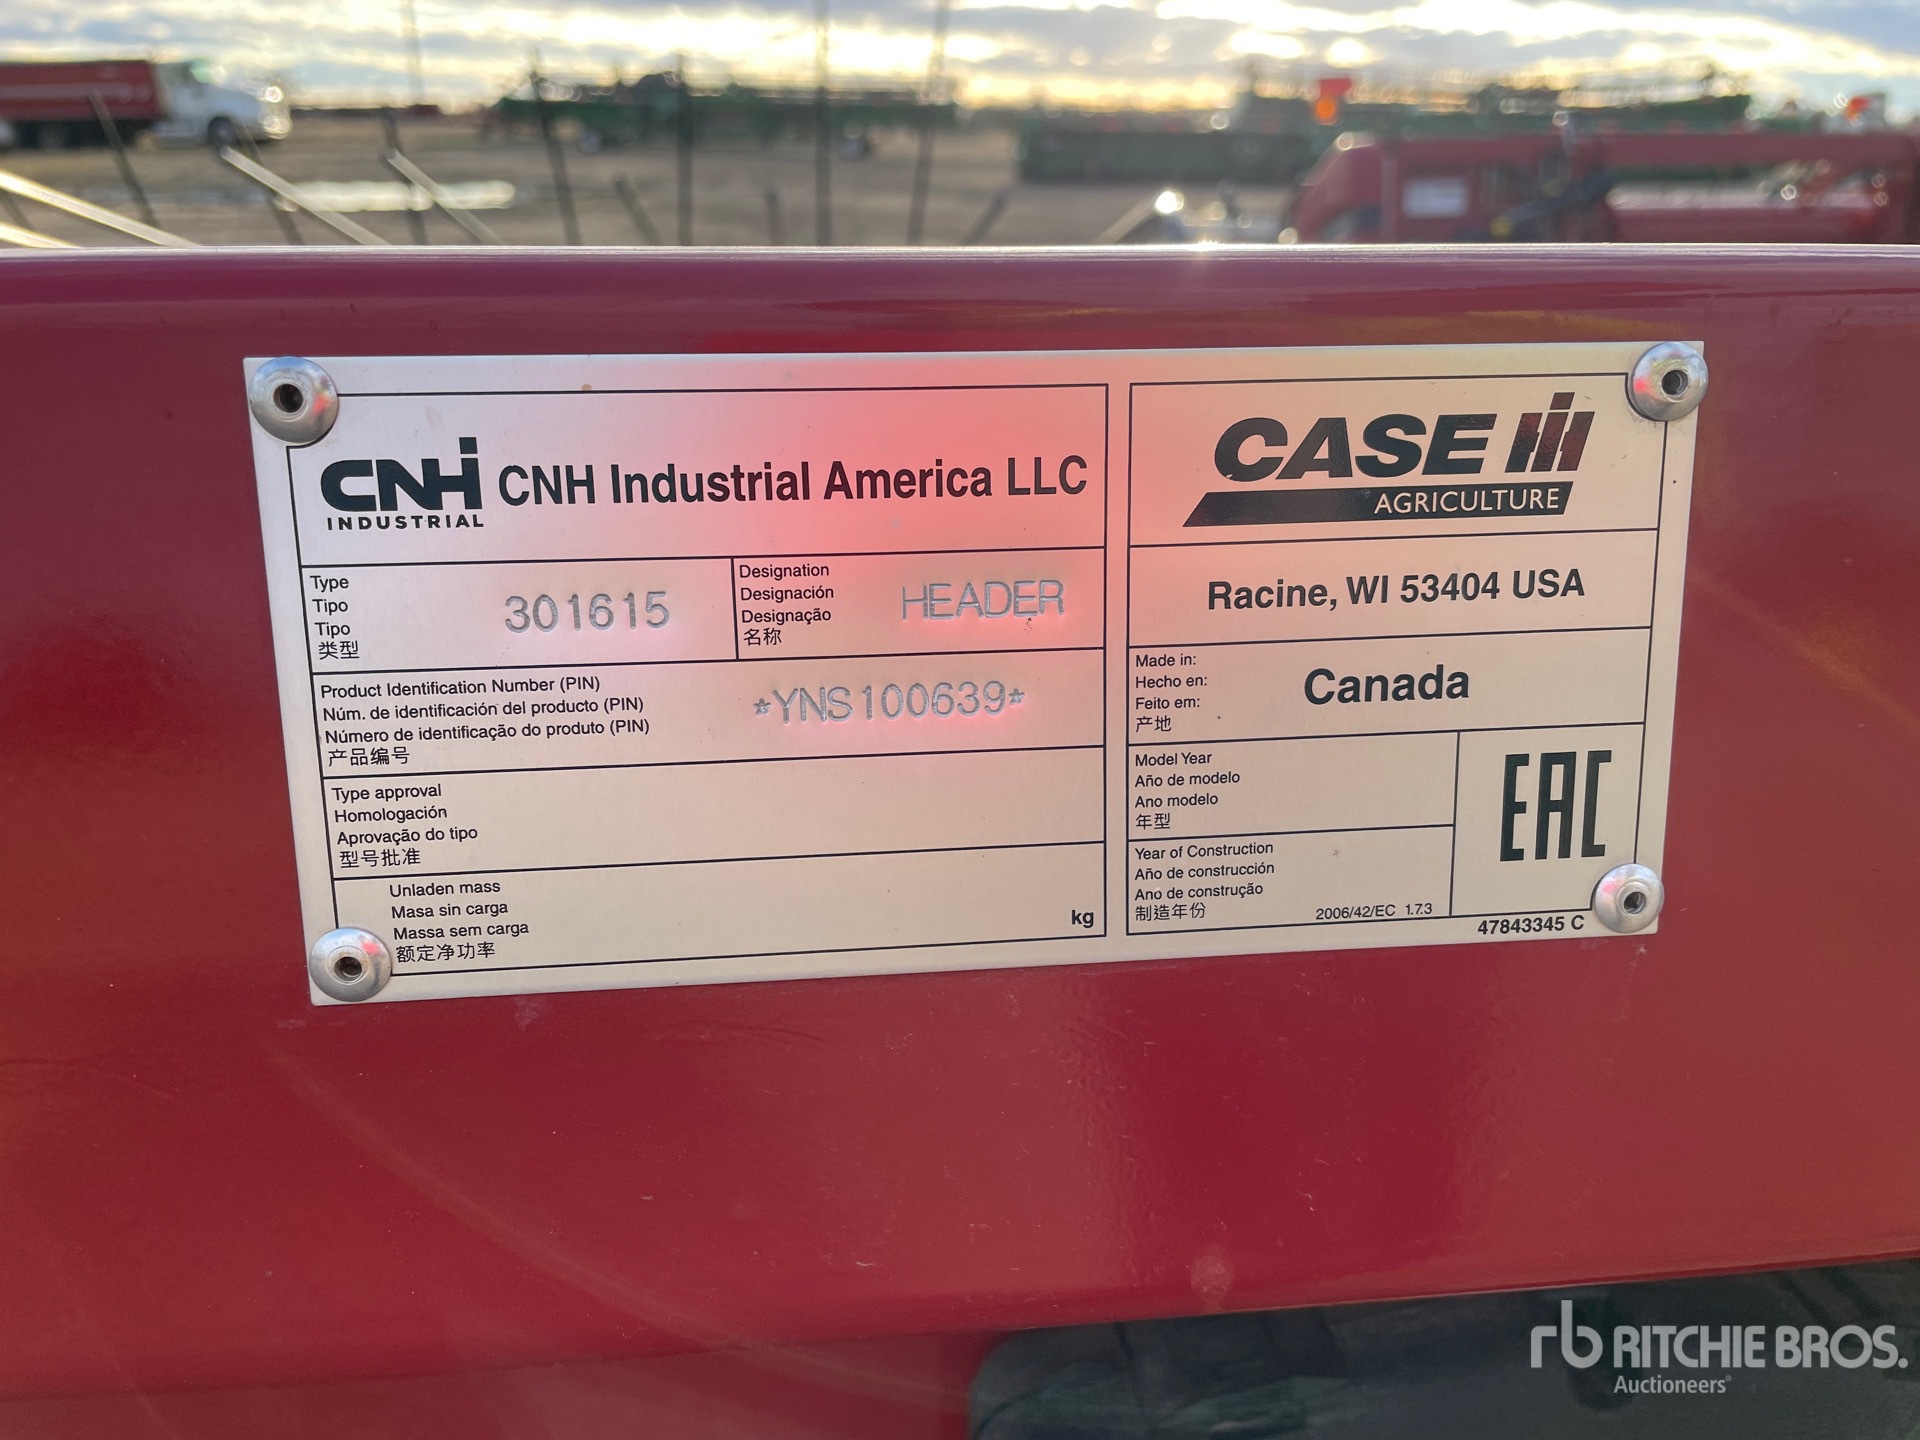 CNH
INDUSTRIAL
CNH Industrial America LLC
Type
Tipo
Tipo
类型
301615
Designation
Designación
Designação
名称
HEADER
Product Identification Number (PIN)
Núm. de identificación del producto (PIN)
Número de identificação do produto (PIN)
产品编号
*YNS100639*
Type approval
Homologación
Aprovação do tipo
型号批准
Unladen mass
Masa sin carga
Massa sem carga
额定净功率
kg
CASE IH
AGRICULTURE
Racine, WI 53404 USA
Made in:
Hecho en:
Feito em:
产地
Canada
Model Year
Año de modelo
Ano modelo
年型
Year of Construction
Año de construcción
Ano de construção
制造年份
2006/42/EC 1.7.3
EAC
47843345 C
rb RITCHIE BROS.
Auctioneers®